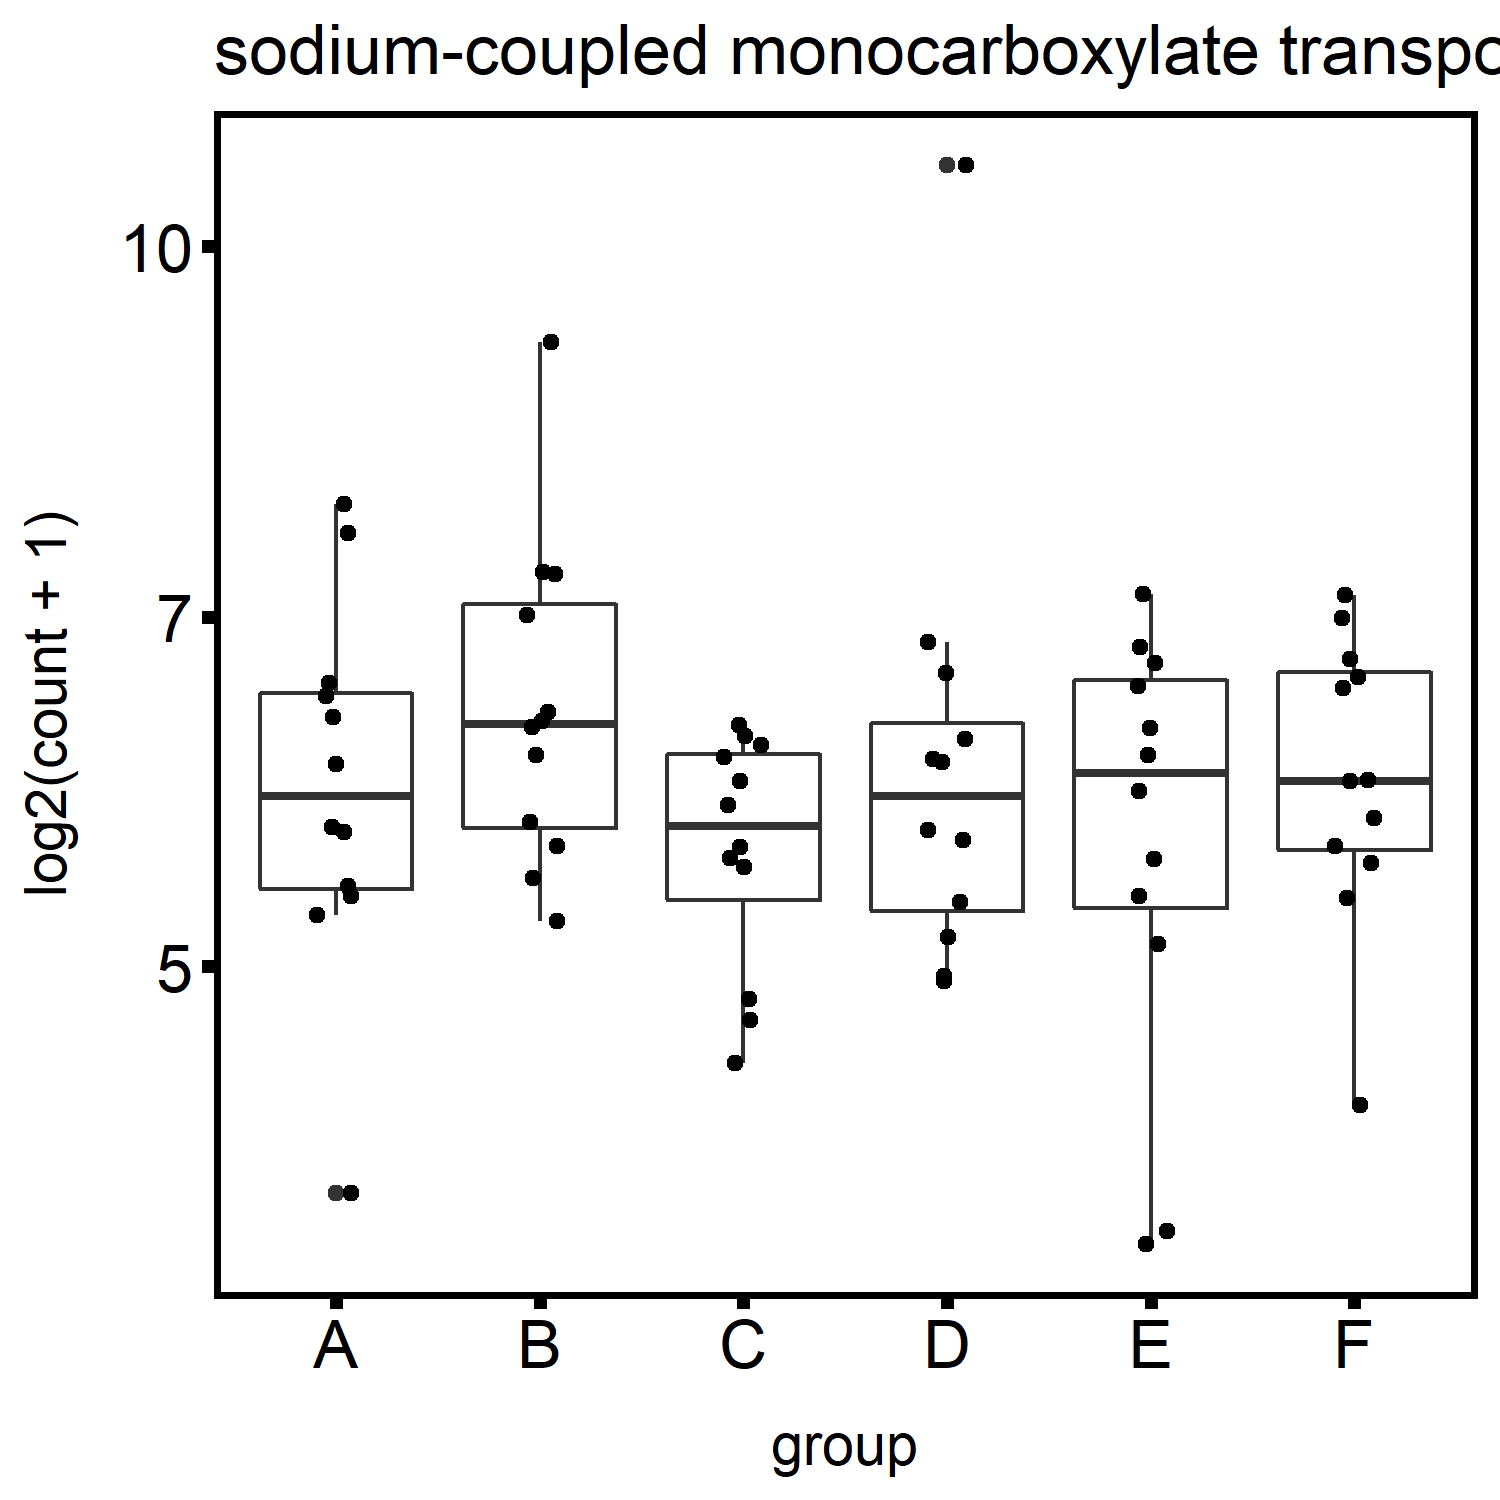 sodium-coupled monocarboxylate transpo
log2(count + 1)
10
7
5
A B C D E F
group